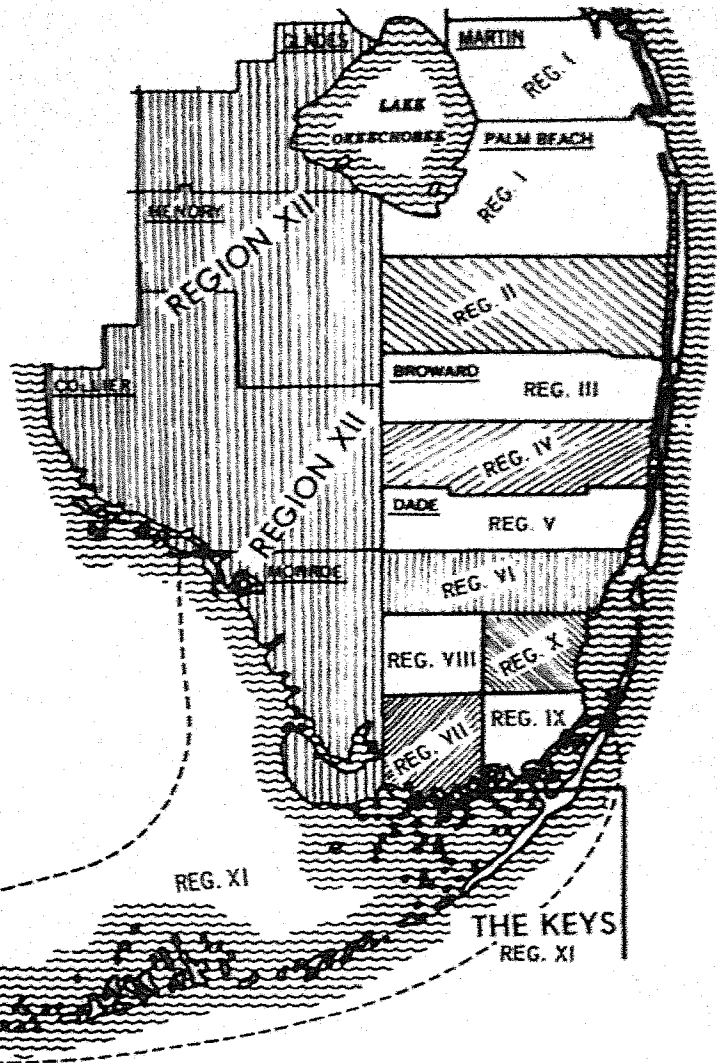 GLADES
MARTIN
REG. I
LAKE
OKEECHOBEE
PALM BEACH
REG. I
HENDRY
REGION XII
REG. II
BROWARD
COLLIER
REG. III
REGION XII
REG. IV
DADE
REG. V
MONROE
REG. VI
REG. VIII
REG. X
REG. VII
REG. IX
REG. XI
THE KEYS
REG. XI